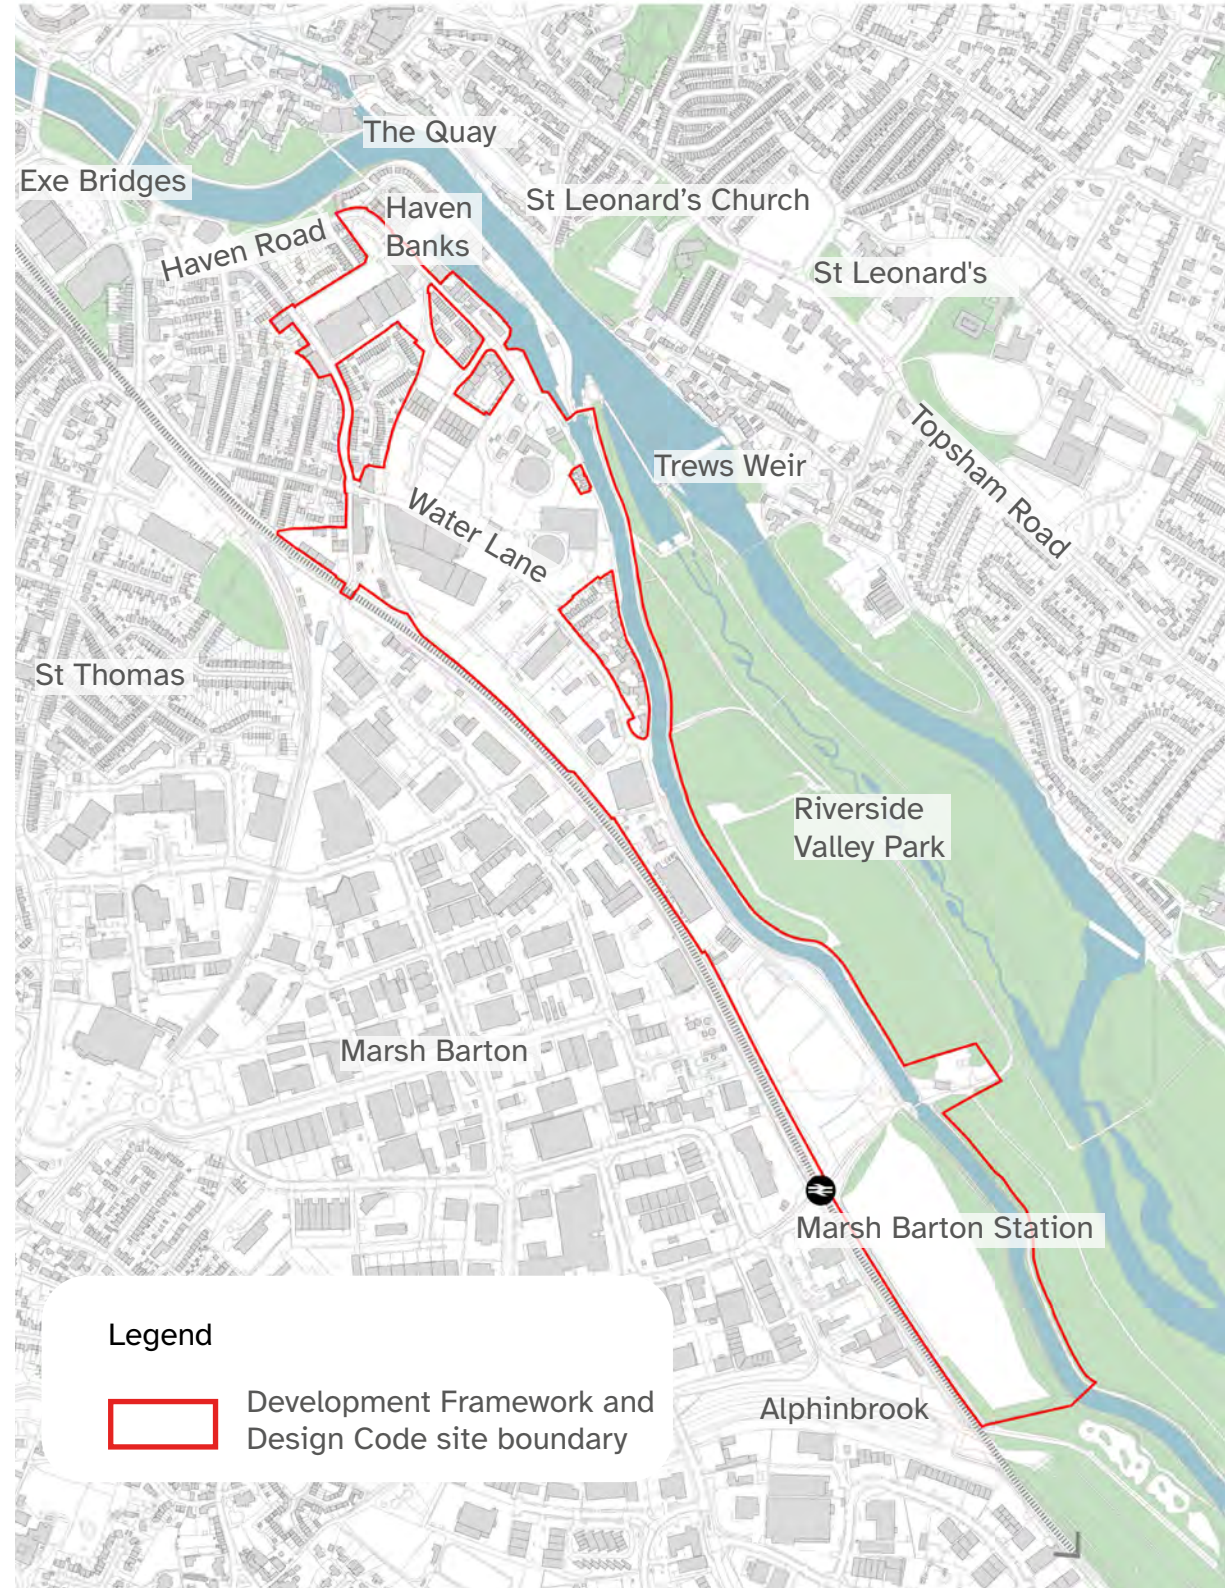 The Quay
Exe Bridges
Haven
Banks
St Leonard’s Church
Haven Road
St Leonard's
Topsham Road
Trews Weir
Water Lane
St Thomas
Riverside
Valley Park
Marsh Barton
Marsh Barton Station
Alphinbrook
Legend
Development Framework and
Design Code site boundary